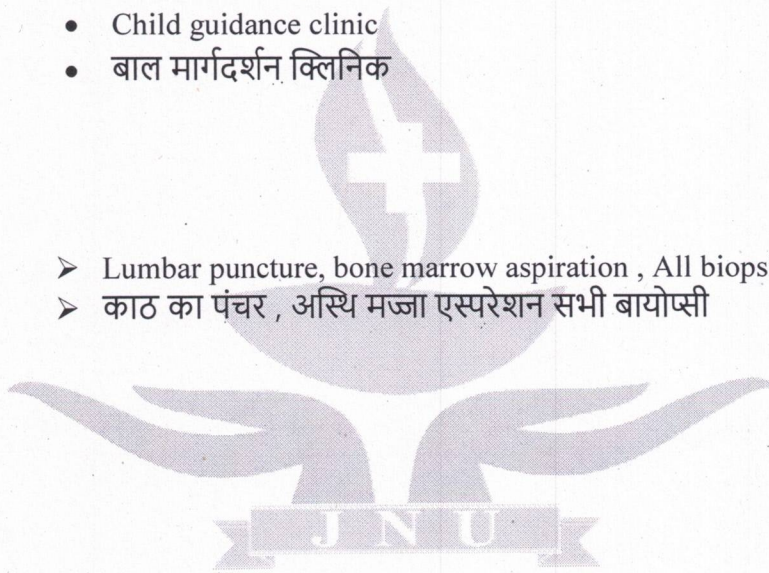 • Child guidance clinic
• बाल मार्गदर्शन क्लिनिक
➤ Lumbar puncture, bone marrow aspiration , All biops
➤ काठ का पंचर , अस्थि मज्जा एस्परेशन सभी बायोप्सी
J N U